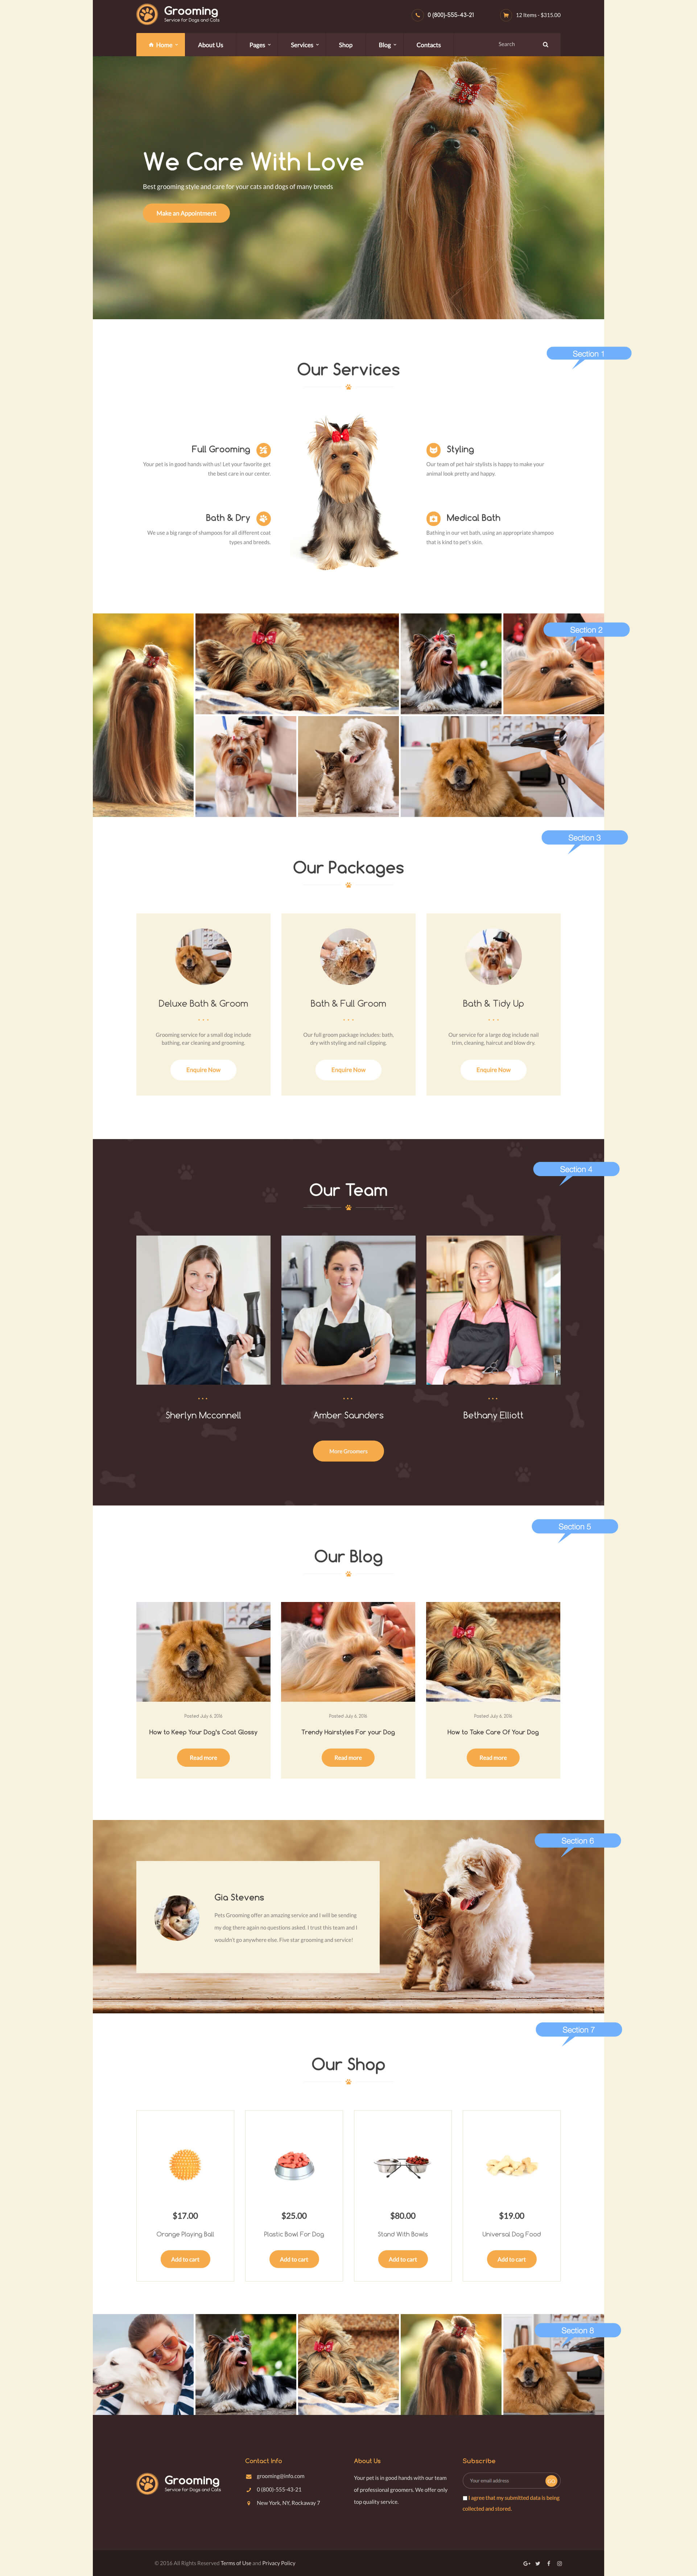 Grooming
Service for Dogs and Cats
0 (800)-555-43-21
12 Items - $315.00
Home
About Us
Pages
Services
Shop
Blog
Contacts
Search
We Care With Love
Best grooming style and care for your cats and dogs of many breeds
Make an Appointment
Section 1
Our Services
Full Grooming
Your pet is in good hands with us! Let your favorite get
the best care in our center.
Styling
Our team of pet hair stylists is happy to make your
animal look pretty and happy.
Bath & Dry
We use a big range of shampoos for all different coat
types and breeds.
Medical Bath
Bathing in our vet bath, using an appropriate shampoo
that is kind to pet's skin.
Section 2
Section 3
Our Packages
Deluxe Bath & Groom
Grooming service for a small dog include
bathing, ear cleaning and grooming.
Enquire Now
Bath & Full Groom
Our full groom package includes: bath,
dry with styling and nail clipping.
Enquire Now
Bath & Tidy Up
Our service for a large dog include nail
trim, cleaning, haircut and blow dry.
Enquire Now
Section 4
Our Team
Sherlyn Mcconnell
Amber Saunders
Bethany Elliott
More Groomers
Section 5
Our Blog
Posted July 6, 2016
How to Keep Your Dog's Coat Glossy
Read more
Posted July 6, 2016
Trendy Hairstyles For your Dog
Read more
Posted July 6, 2016
How to Take Care Of Your Dog
Read more
Section 6
Gia Stevens
Pets Grooming offer an amazing service and I will be sending
my dog there again no questions asked. I trust this team and I
wouldn't go anywhere else. Five star grooming and service!
Section 7
Our Shop
$17.00
Orange Playing Ball
Add to cart
$25.00
Plastic Bowl For Dog
Add to cart
$80.00
Stand With Bowls
Add to cart
$19.00
Universal Dog Food
Add to cart
Section 8
Grooming
Service for Dogs and Cats
Contact Info
grooming@info.com
0 (800)-555-43-21
New York, NY, Rockaway 7
About Us
Your pet is in good hands with our team
of professional groomers. We offer only
top quality service.
Subscribe
Your email address
GO
I agree that my submitted data is being
collected and stored.
© 2016 All Rights Reserved Terms of Use and Privacy Policy